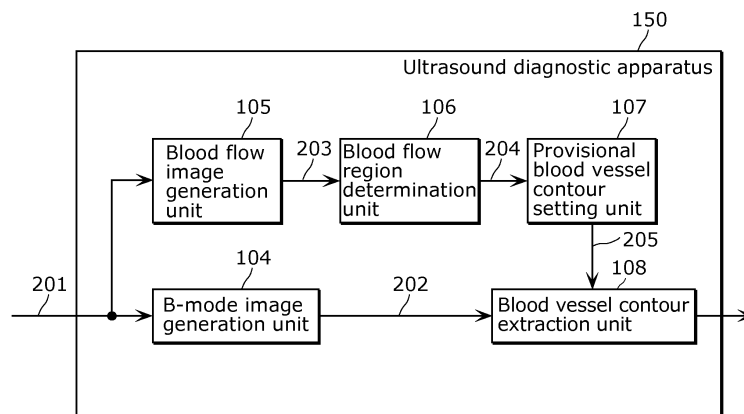 150
Ultrasound diagnostic apparatus
105
106
107
Blood flow
image
generation
unit
203
Blood flow
region
determination
unit
204
Provisional
blood vessel
contour
setting unit
205
201
104
B-mode image
generation unit
202
108
Blood vessel contour
extraction unit